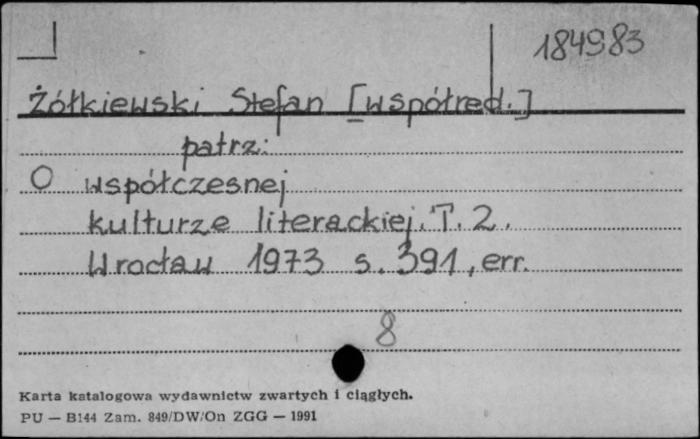 184983
Żółkiewski Stefan [współred.]
patrz:
O współczesnej
kulturze literackiej. T. 2.
Wrocław 1973 s. 391, err.
8
Karta katalogowa wydawnictw zwartych i ciągłych.
PU — B144 Zam. 849/DW/On ZGG — 1991